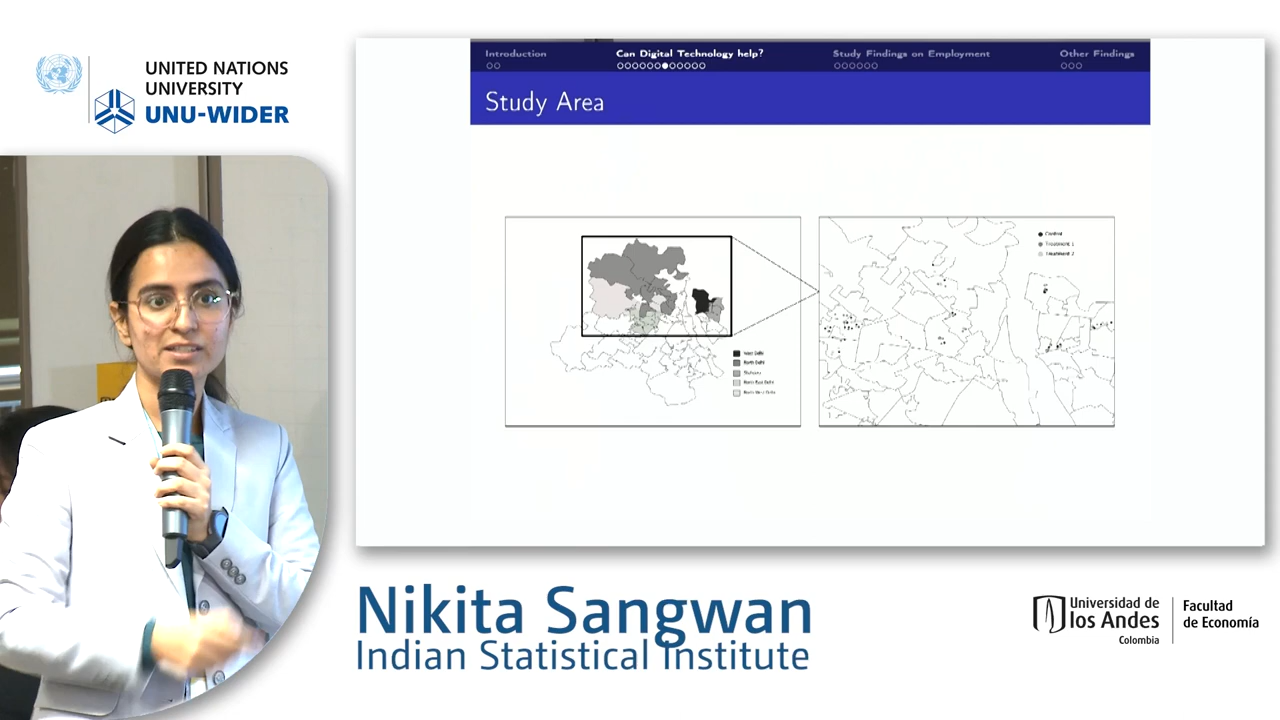 UNITED NATIONS
UNIVERSITY
UNU-WIDER
Introduction
Can Digital Technology help?
Study Findings on Employment
Other Findings
Study Area
West Delhi
North Delhi
Shahdara
North East Delhi
North West Delhi
Control
Treatment 1
Treatment 2
Nikita Sangwan
Indian Statistical Institute
Universidad de
los Andes
Colombia
Facultad
de Economía